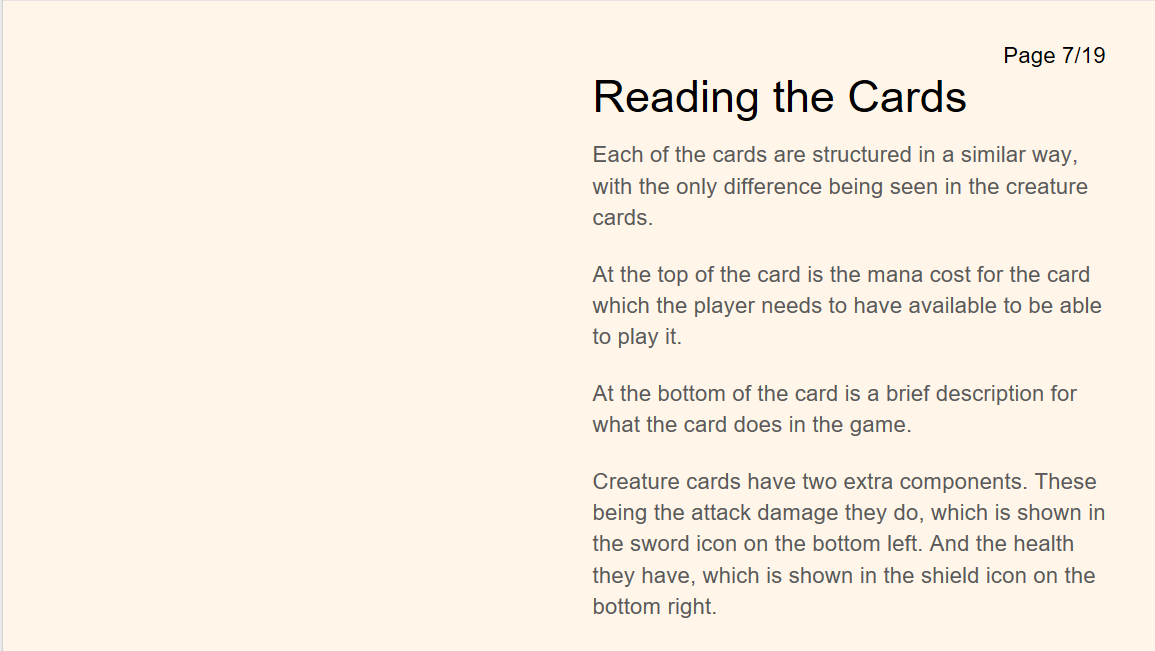 Page 7/19
Reading the Cards
Each of the cards are structured in a similar way,
with the only difference being seen in the creature
cards.
At the top of the card is the mana cost for the card
which the player needs to have available to be able
to play it.
At the bottom of the card is a brief description for
what the card does in the game.
Creature cards have two extra components. These
being the attack damage they do, which is shown in
the sword icon on the bottom left. And the health
they have, which is shown in the shield icon on the
bottom right.